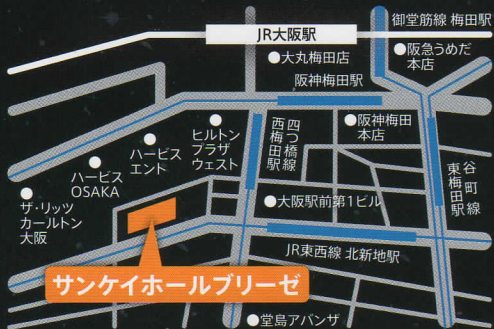 御堂筋線 梅田駅
JR大阪駅
●大丸梅田店
●阪急うめだ
本店
阪神梅田駅
●阪神梅田
本店
四つ橋線
西梅田駅
谷町線
東梅田駅
ヒルトン
プラザ
ウェスト
ハービス
エント
ハービス
OSAKA
ザ・リッツ
カールトン
大阪
●大阪駅前第1ビル
JR東西線 北新地駅
サンケイホールブリーゼ
●堂島アバンザ